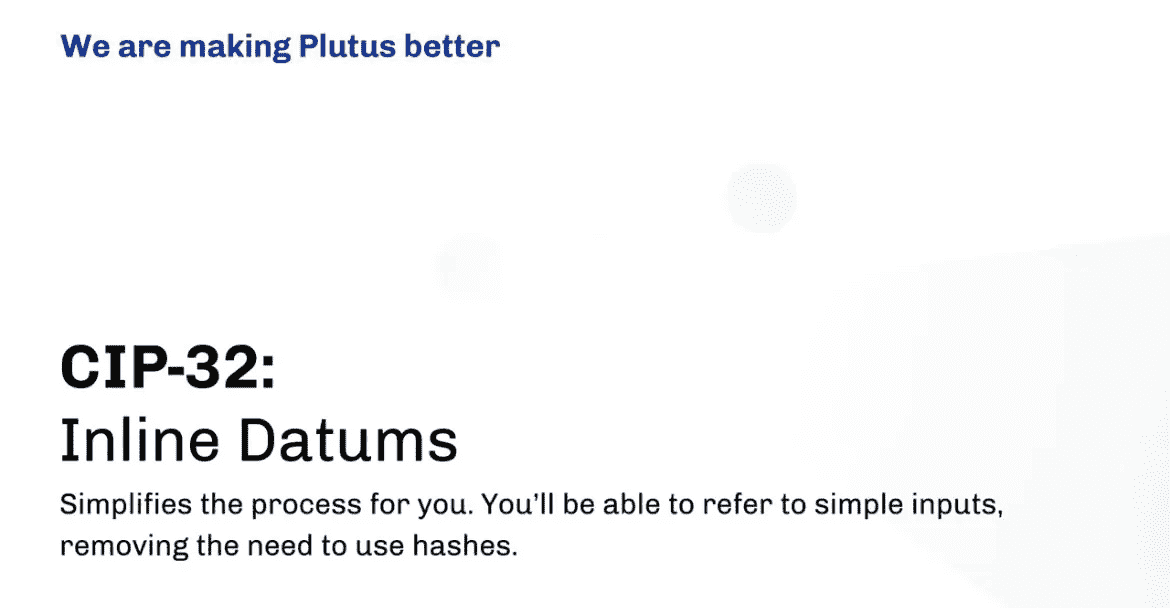 We are making Plutus better
CIP-32:
Inline Datums
Simplifies the process for you. You’ll be able to refer to simple inputs,
removing the need to use hashes.